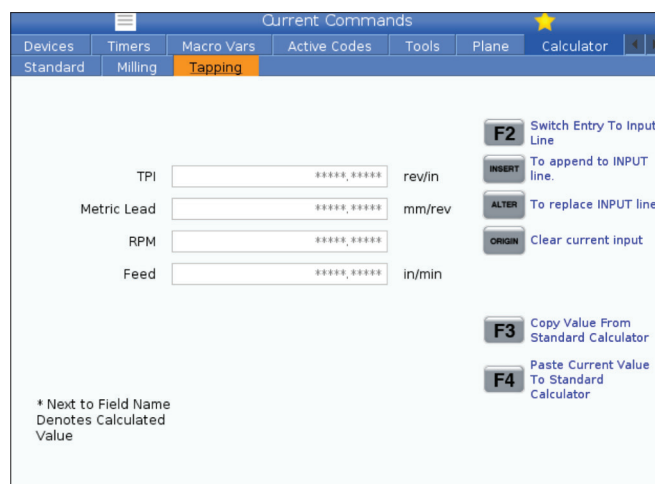 Current Commands
Devices Timers Macro Vars Active Codes Tools Plane Calculator
Standard Milling Tapping
F2 Switch Entry To Input
Line
TPI *****.***** rev/in
INSERT To append to INPUT
line.
Metric Lead *****.***** mm/rev
ALTER To replace INPUT line
RPM *****.*****
ORIGIN Clear current input
Feed *****.***** in/min
F3 Copy Value From
Standard Calculator
F4 Paste Current Value
To Standard
Calculator
* Next to Field Name
Denotes Calculated
Value